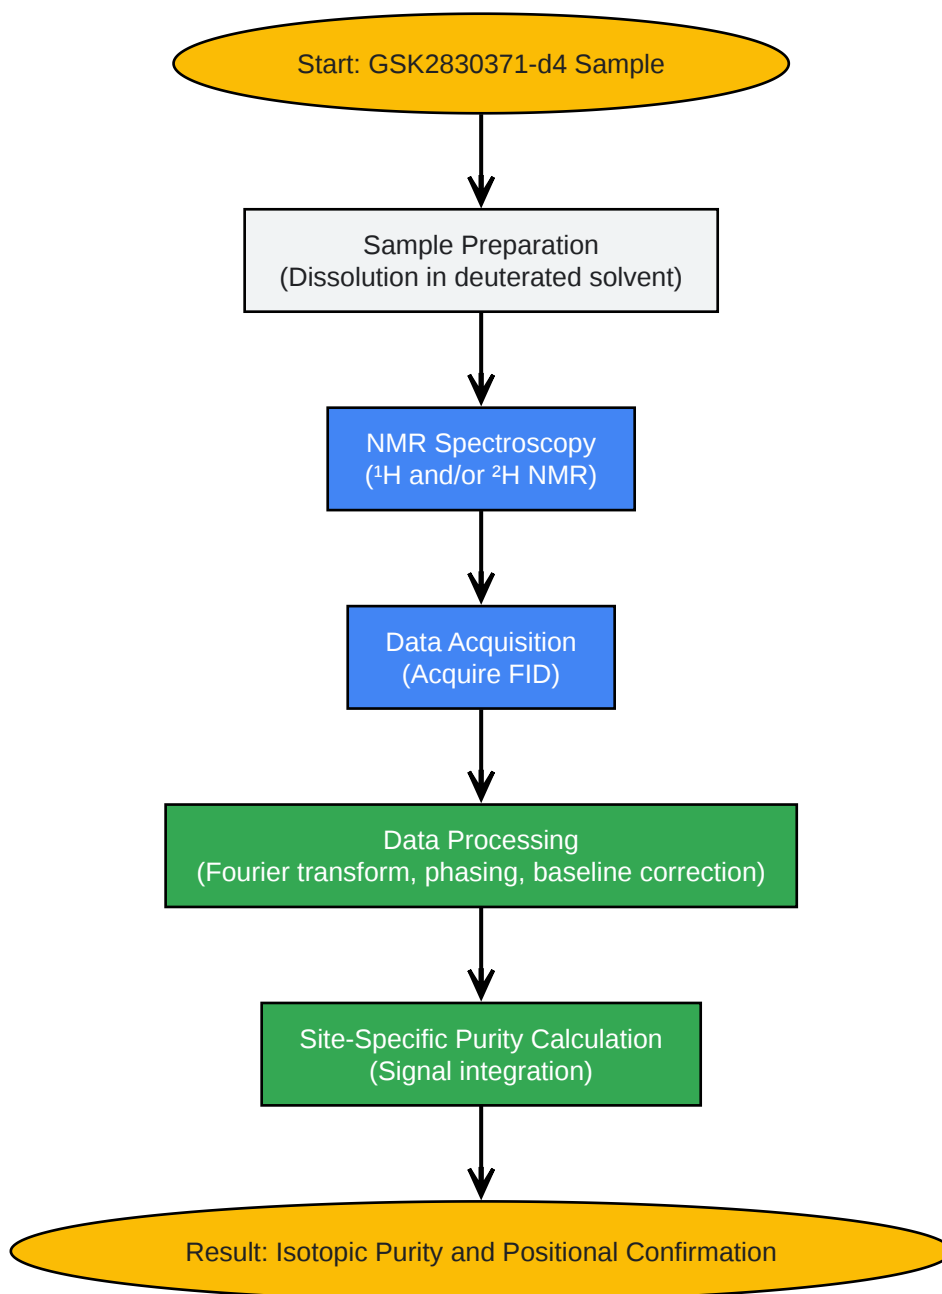 Start: GSK2830371-d4 Sample
Sample Preparation
(Dissolution in deuterated solvent)
NMR Spectroscopy
(¹H and/or ²H NMR)
Data Acquisition
(Acquire FID)
Data Processing
(Fourier transform, phasing, baseline correction)
Site-Specific Purity Calculation
(Signal integration)
Result: Isotopic Purity and Positional Confirmation